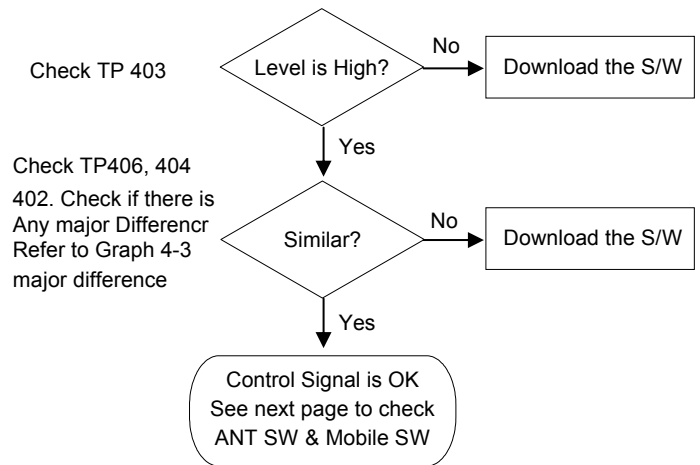 Check TP 403
Level is High?
No
Download the S/W
Yes
Check TP406, 404
402. Check if there is
Any major Differencr
Refer to Graph 4-3
major difference
Similar?
No
Download the S/W
Yes
Control Signal is OK
See next page to check
ANT SW & Mobile SW